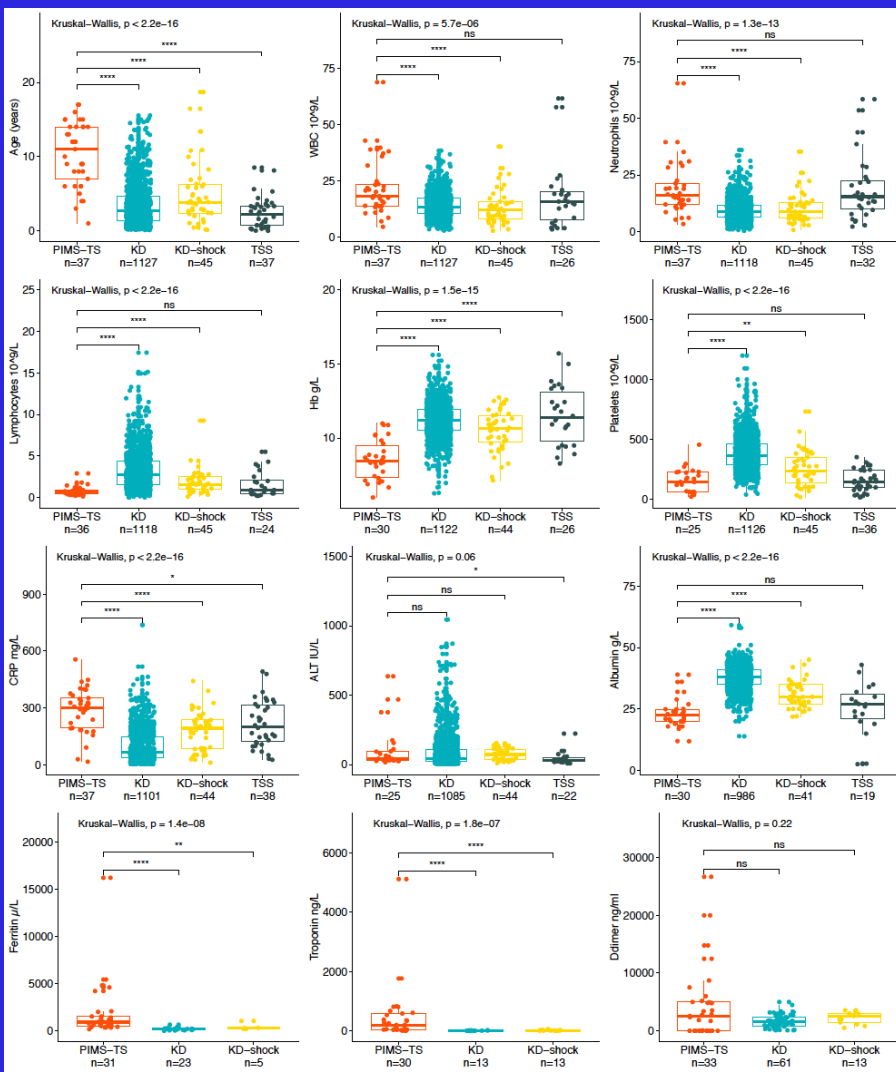 Kruskal−Wallis, p < 2.2e−16
****
****
****
Age (years)
20
10
0
PIMS−TS KD KD−shock TSS
n=37 n=1127 n=45 n=37
Kruskal−Wallis, p = 5.7e−06
ns
****
****
WBC 10^9/L
75
50
25
0
PIMS−TS KD KD−shock TSS
n=37 n=1127 n=45 n=26
Kruskal−Wallis, p = 1.3e−13
ns
****
****
Neutrophils 10^9/L
75
50
25
0
PIMS−TS KD KD−shock TSS
n=37 n=1118 n=45 n=32
Kruskal−Wallis, p < 2.2e−16
ns
****
****
Lymphocytes 10^9/L
25
20
15
10
5
0
PIMS−TS KD KD−shock TSS
n=36 n=1118 n=45 n=24
Kruskal−Wallis, p = 1.5e−15
****
****
****
Hb g/L
20
15
10
PIMS−TS KD KD−shock TSS
n=30 n=1122 n=44 n=26
Kruskal−Wallis, p <2.2e−16
ns
**
****
Platelets 10^9/L
1500
1000
500
0
PIMS−TS KD KD−shock TSS
n=25 n=1126 n=45 n=36
Kruskal−Wallis, p < 2.2e−16
*
****
****
CRP mg/L
900
600
300
0
PIMS−TS KD KD−shock TSS
n=37 n=1101 n=44 n=38
Kruskal−Wallis, p = 0.06
*
ns
ns
ALT IU/L
1500
1000
500
0
PIMS−TS KD KD−shock TSS
n=25 n=1085 n=44 n=22
Kruskal−Wallis, p < 2.2e−16
ns
****
****
Albumin g/L
75
50
25
0
PIMS−TS KD KD−shock TSS
n=30 n=986 n=41 n=19
Kruskal−Wallis, p = 1.4e−08
**
****
Ferritin µ/L
20000
15000
10000
5000
0
PIMS−TS KD KD−shock
n=31 n=23 n=5
Kruskal−Wallis, p = 1.8e−07
****
****
Troponin ng/L
6000
4000
2000
0
PIMS−TS KD KD−shock
n=30 n=13 n=13
Kruskal−Wallis, p = 0.22
ns
ns
Ddimer ng/ml
30000
20000
10000
0
PIMS−TS KD KD−shock
n=33 n=61 n=13